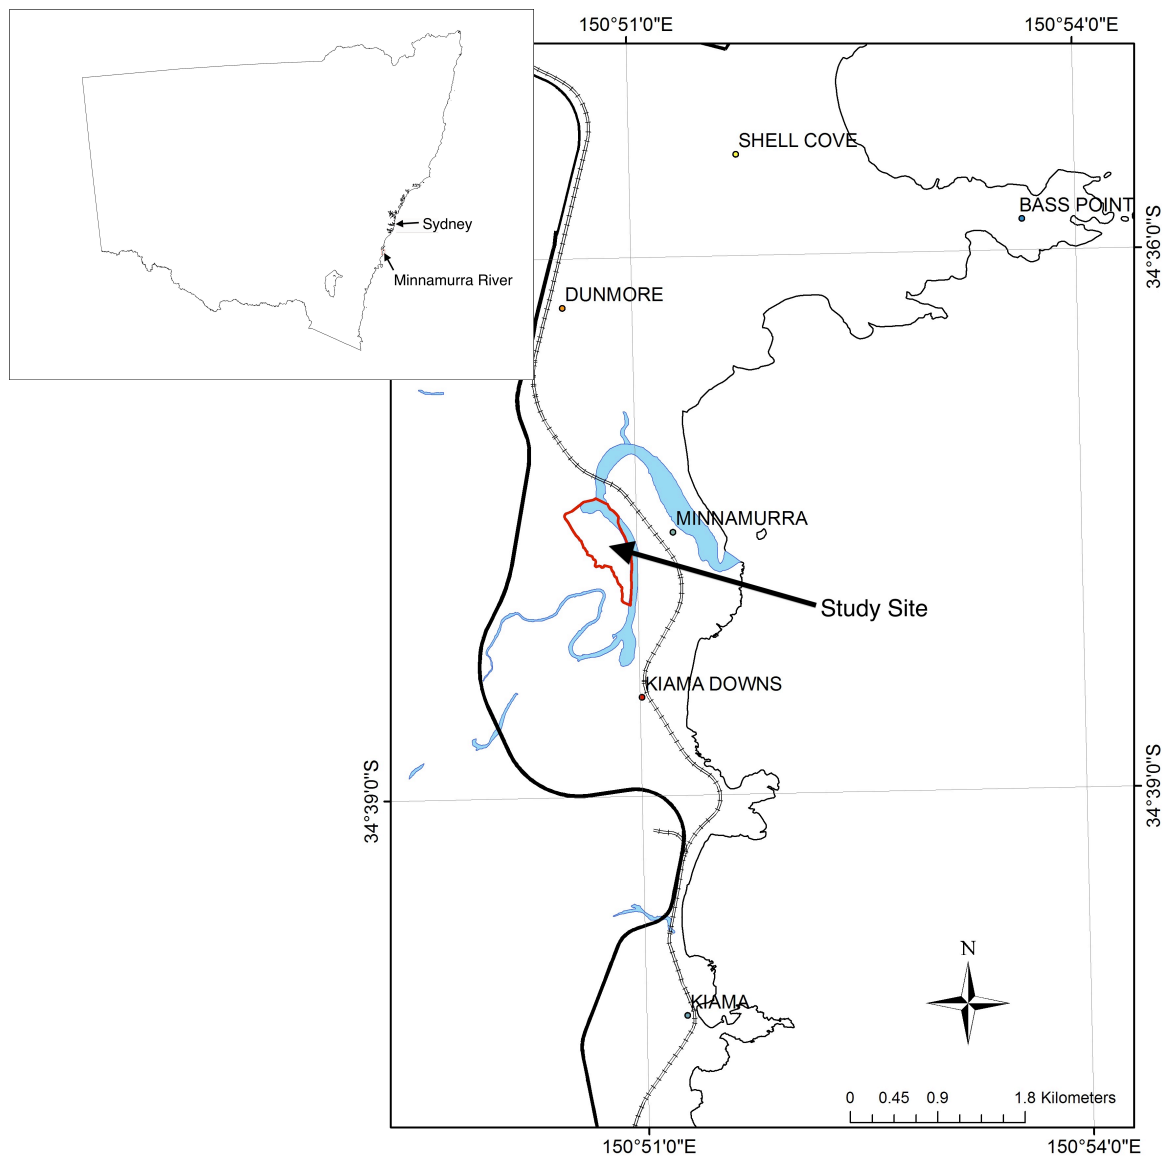 150°51'0"E
150°54'0"E
SHELL COVE
BASS POINT
Sydney
34°36'0"S
Minnamurra River
DUNMORE
MINNAMURRA
Study Site
KIAMA DOWNS
34°39'0"S
34°39'0"S
N
KIAMA
0 0.45 0.9 1.8 Kilometers
150°51'0"E
150°54'0"E